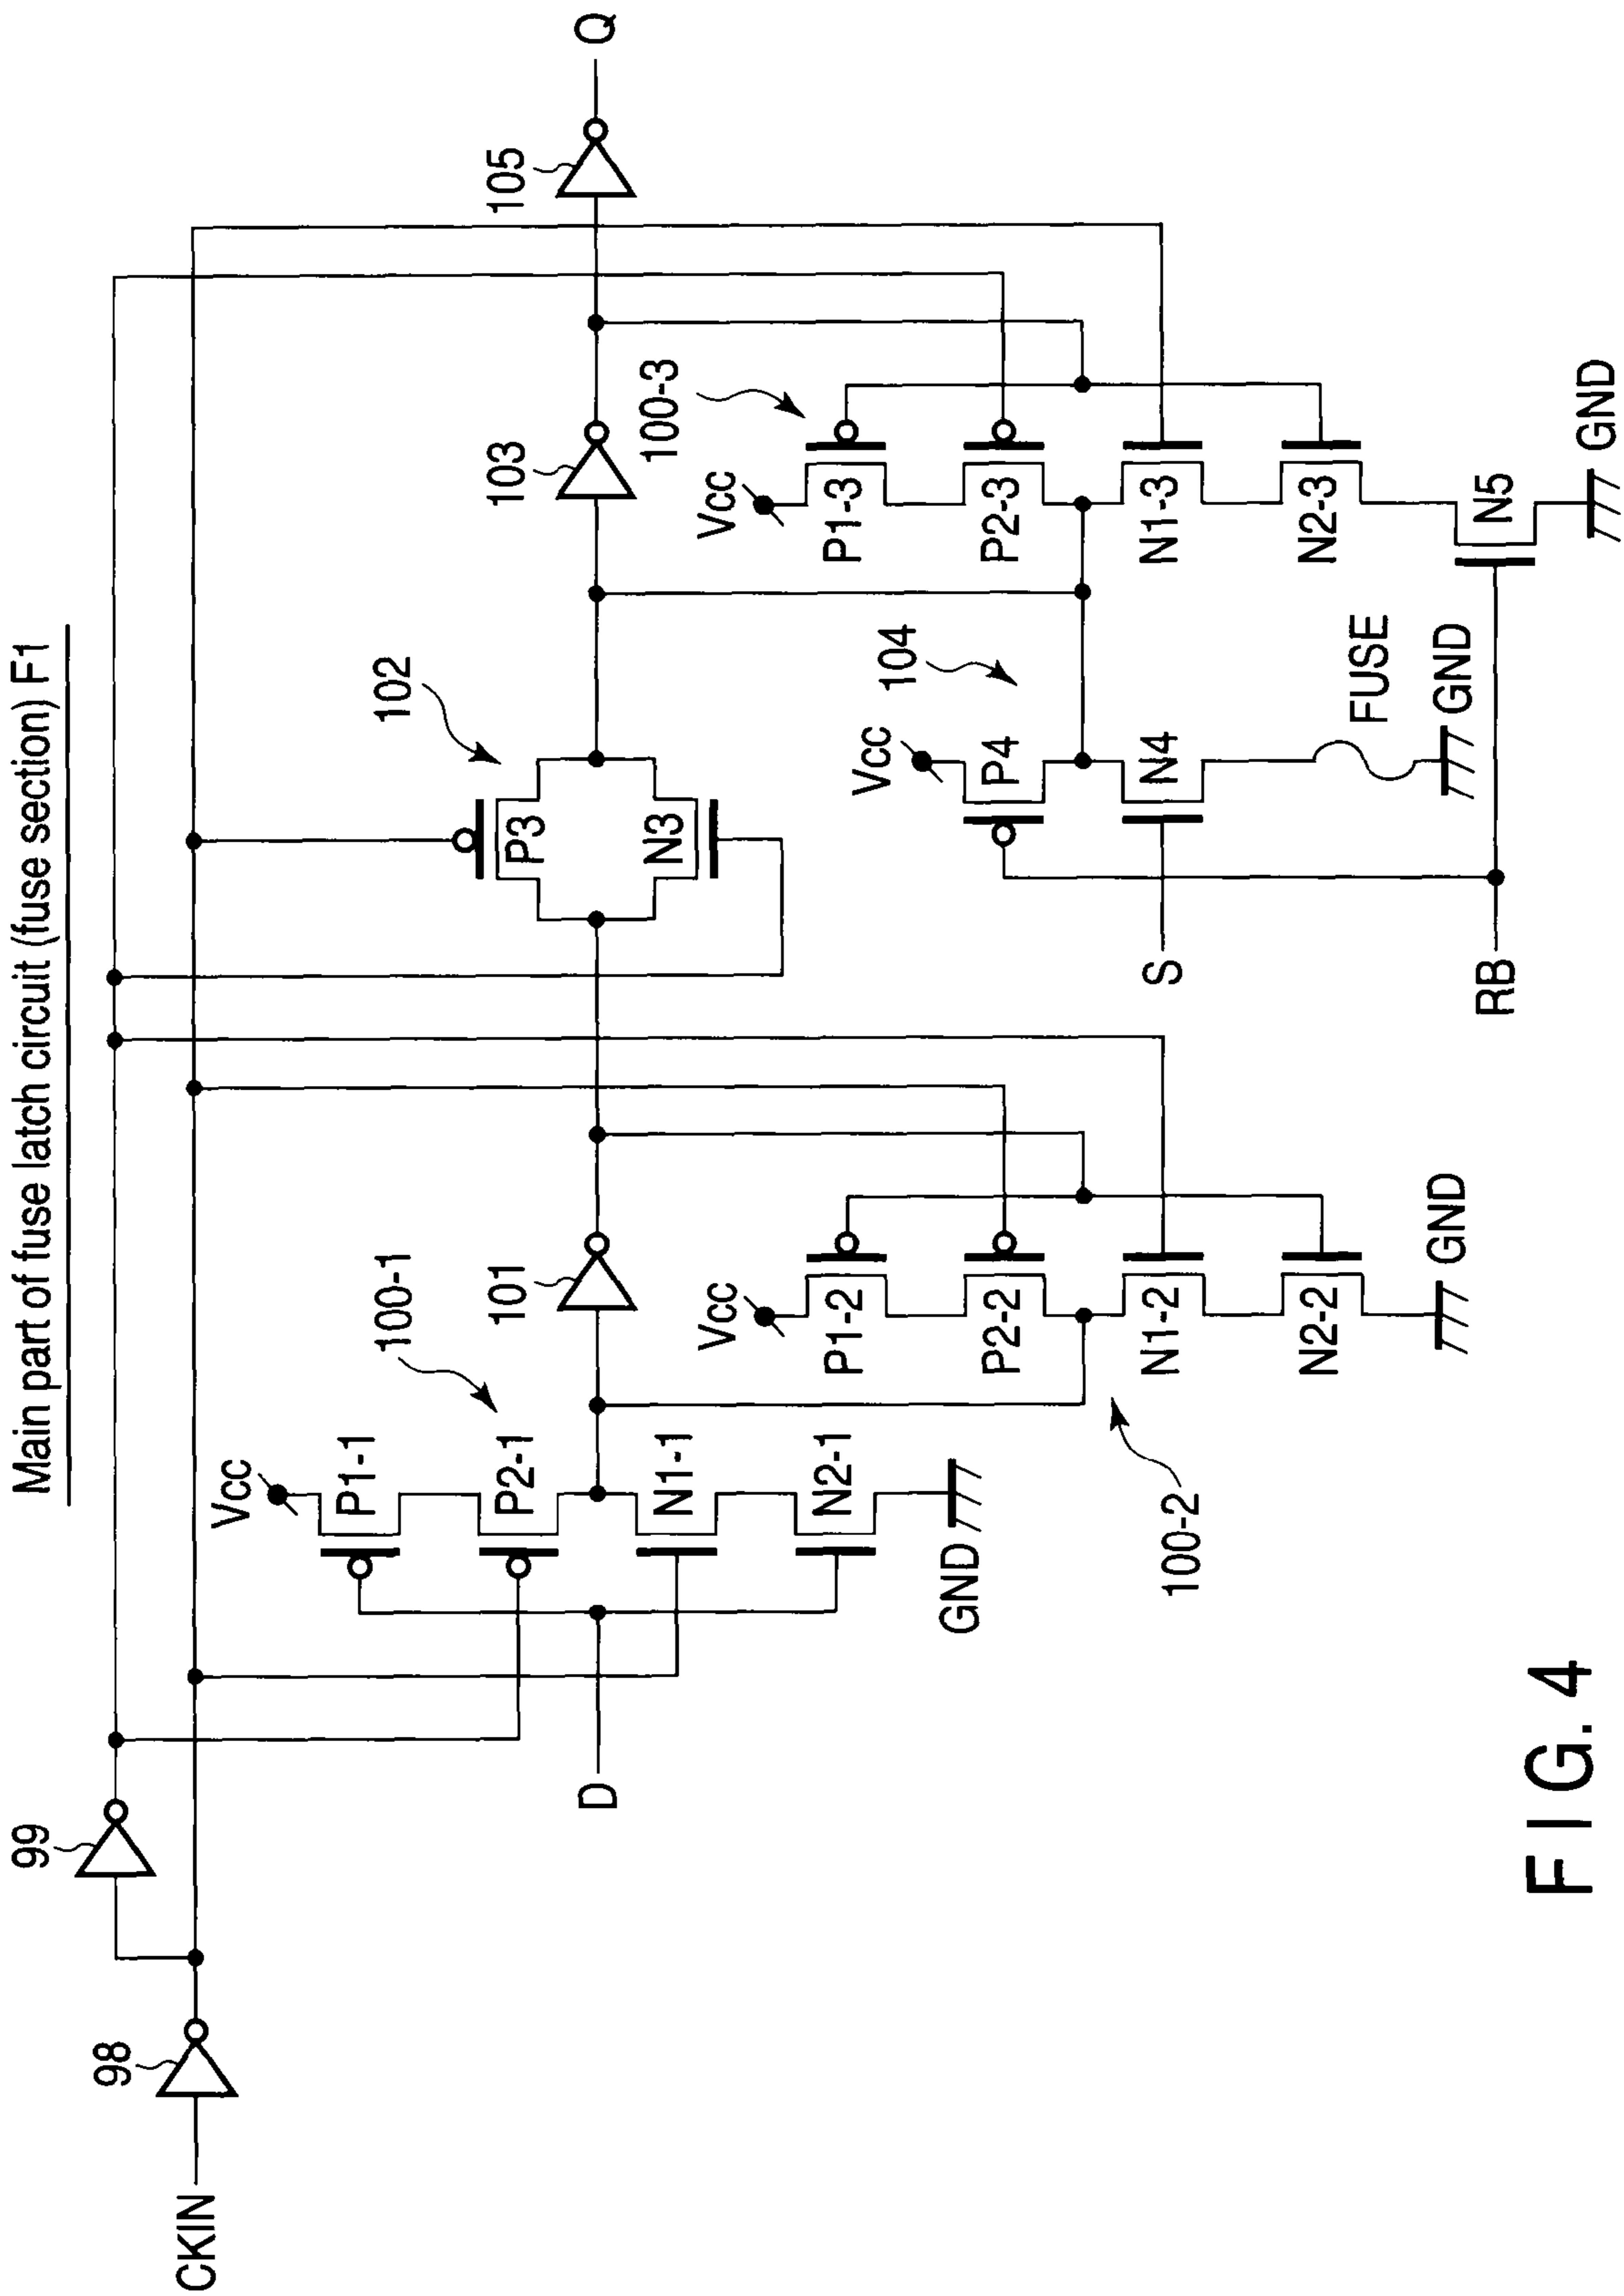 Main part of fuse latch circuit (fuse section) F1
CKIN
98
99
D
Vcc
P1-1
P2-1
N1-1
N2-1
GND
100-1
101
Vcc
P1-2
P2-2
N1-2
N2-2
GND
100-2
102
P3
N3
103
105
Q
100-3
Vcc
P1-3
P2-3
N1-3
N2-3
N5
GND
104
Vcc
P4
N4
FUSE
GND
S
RB
FIG. 4